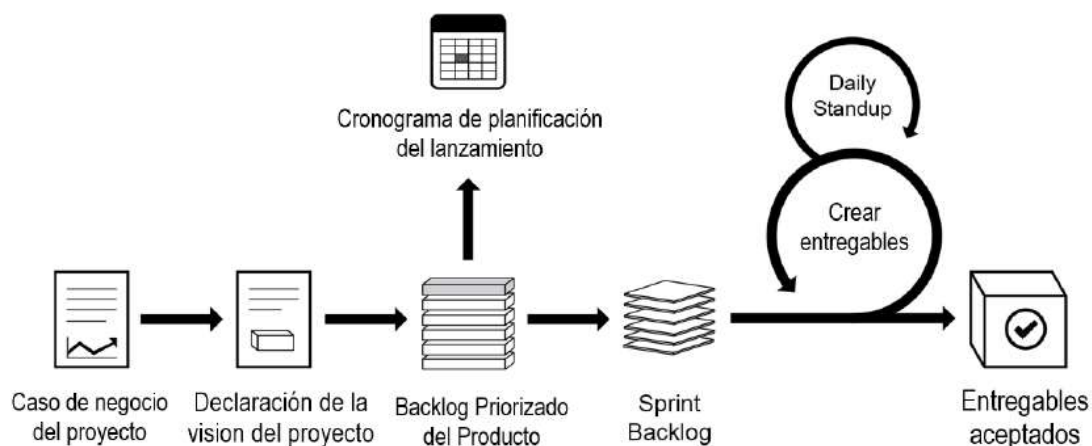 Cronograma de planificación
del lanzamiento
Daily
Standup
Crear
entregables
Caso de negocio
del proyecto
Declaración de la
vision del proyecto
Backlog Priorizado
del Producto
Sprint
Backlog
Entregables
aceptados